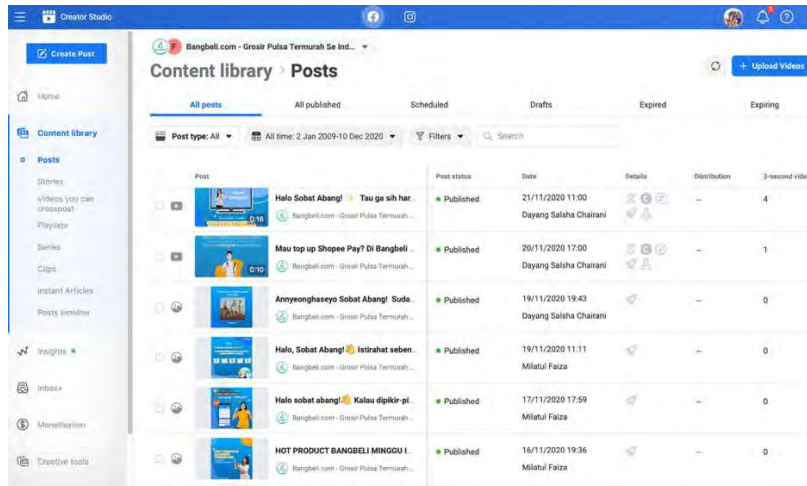 Creator Studio
Create Post
Bangbeli.com - Grosir Pulsa Termurah Se Ind...
Content library > Posts
+ Upload Videos
Home
Content library
Posts
Stories
Videos you can crosspost
Playlists
Series
Clips
Instant Articles
Posts timeline
Insights
Inbox+
Monetisation
Creative tools
All posts All published Scheduled Drafts Expired Expiring
Post type: All All time: 2 Jan 2009-10 Dec 2020 Filters Search
Post Post status Date Details Distribution 3-second vide
0:16 Halo Sobat Abang! Tau ga sih har... Published 21/11/2020 11:00 – 4
Bangbeli.com - Grosir Pulsa Termurah... Dayang Salsha Chairani
0:10 Mau top up Shopee Pay? Di Bangbeli... Published 20/11/2020 17:00 – 1
Bangbeli.com - Grosir Pulsa Termurah... Dayang Salsha Chairani
Annyeonghaseyo Sobat Abang! Suda... Published 19/11/2020 19:43 – 0
Bangbeli.com - Grosir Pulsa Termurah... Dayang Salsha Chairani
Halo, Sobat Abang!👋 Istirahat seben... Published 19/11/2020 11:11 – 0
Bangbeli.com - Grosir Pulsa Termurah... Milatul Faiza
Halo sobat abang!👋 Kalau dipikir-pi... Published 17/11/2020 17:59 – 0
Bangbeli.com - Grosir Pulsa Termurah... Milatul Faiza
HOT PRODUCT BANGBELI MINGGU I... Published 16/11/2020 19:36 – 0
Bangbeli.com - Grosir Pulsa Termurah... Milatul Faiza